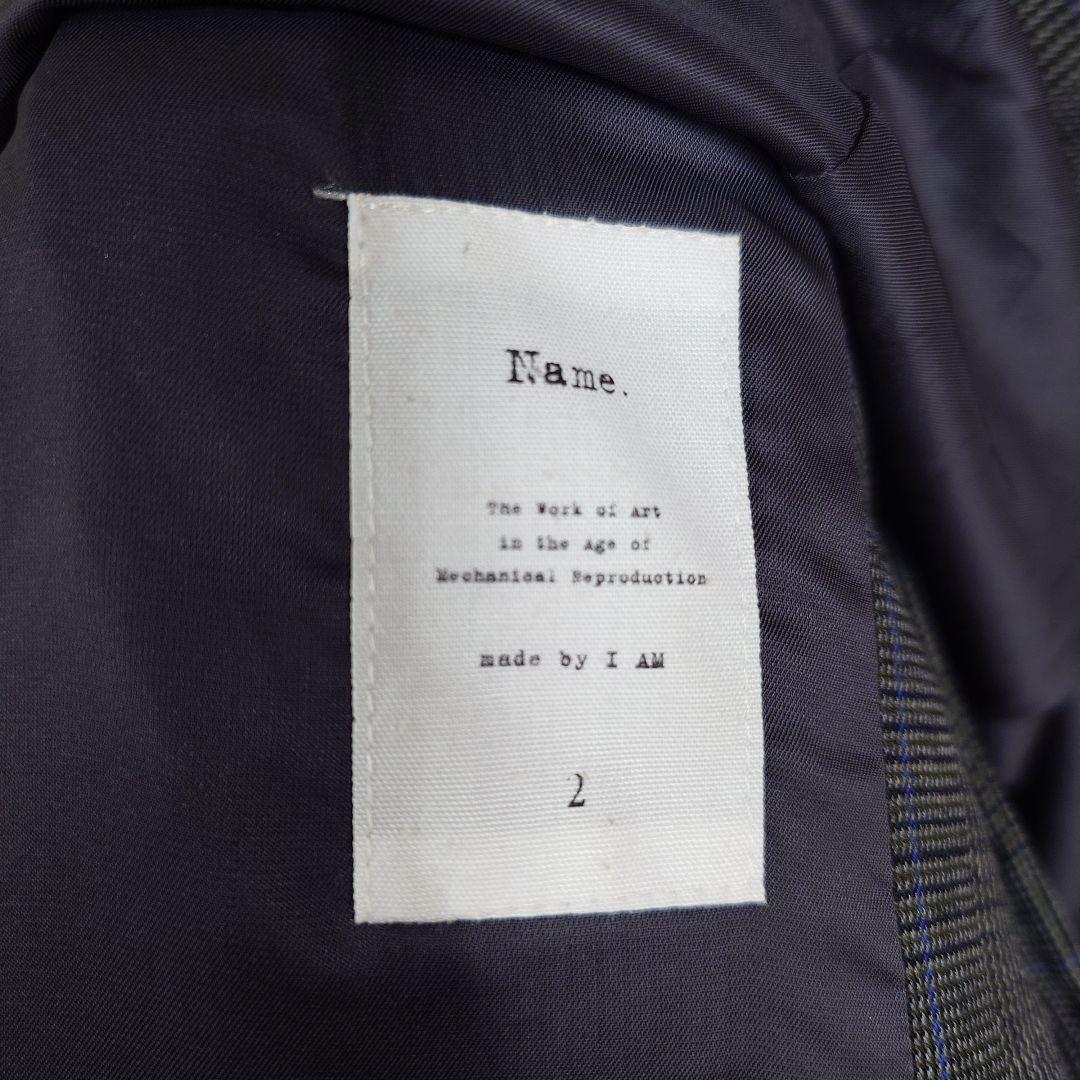 Name.
The Work of Art
in the Age of
Mechanical Reproduction
made by I AM
2